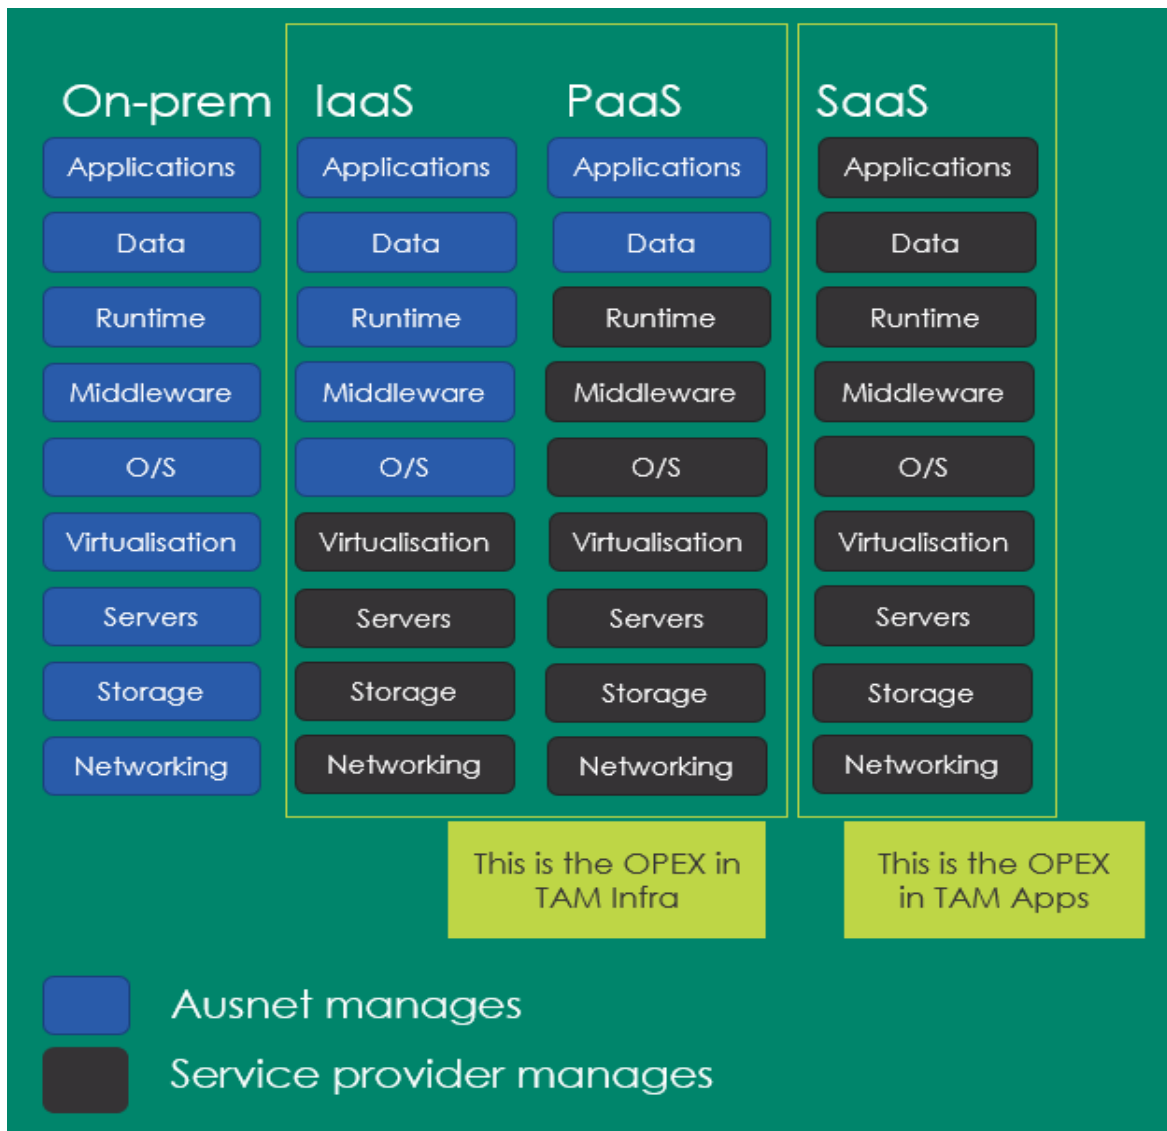 On-prem
IaaS
PaaS
SaaS
Applications
Applications
Applications
Applications
Data
Data
Data
Data
Runtime
Runtime
Runtime
Runtime
Middleware
Middleware
Middleware
Middleware
O/S
O/S
O/S
O/S
Virtualisation
Virtualisation
Virtualisation
Virtualisation
Servers
Servers
Servers
Servers
Storage
Storage
Storage
Storage
Networking
Networking
Networking
Networking
This is the OPEX in
TAM Infra
This is the OPEX
in TAM Apps
Ausnet manages
Service provider manages